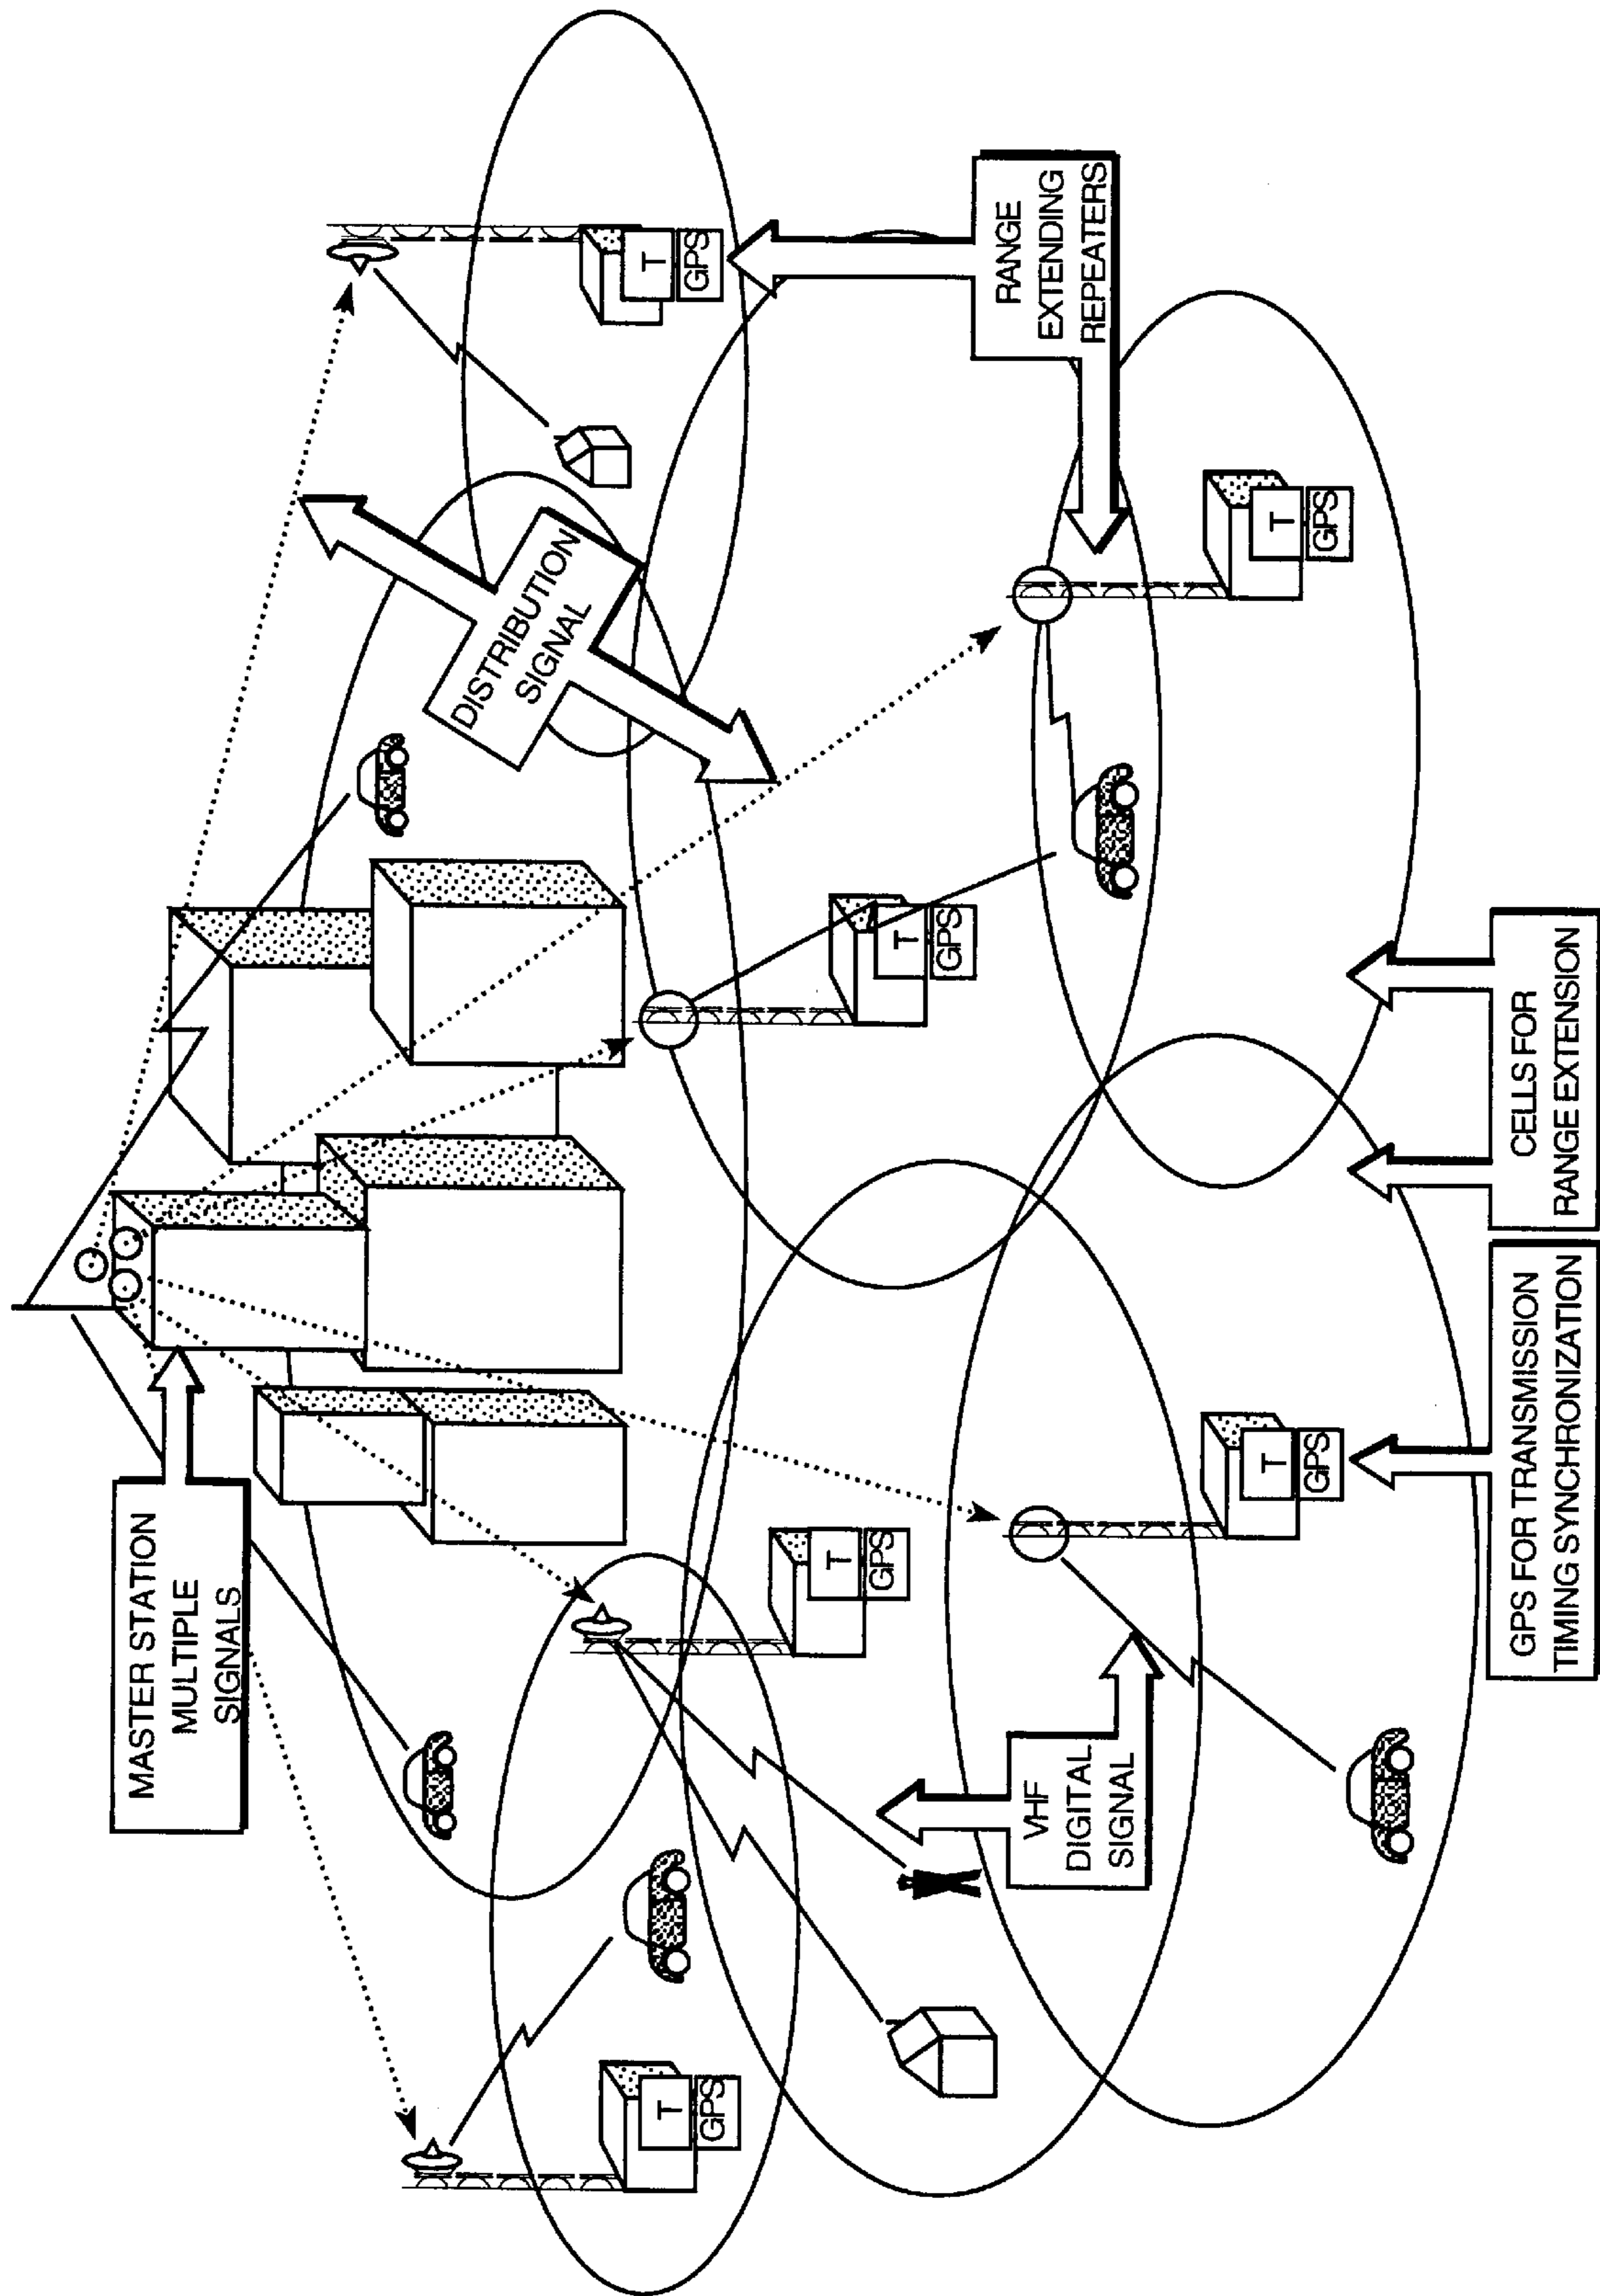 MASTER STATION
MULTIPLE
SIGNALS
DISTRIBUTION
SIGNAL
T
GPS
T
GPS
T
GPS
T
GPS
T
GPS
T
GPS
VHF
DIGITAL
SIGNAL
RANGE
EXTENDING
REPEATERS
GPS FOR TRANSMISSION
TIMING SYNCHRONIZATION
CELLS FOR
RANGE EXTENSION